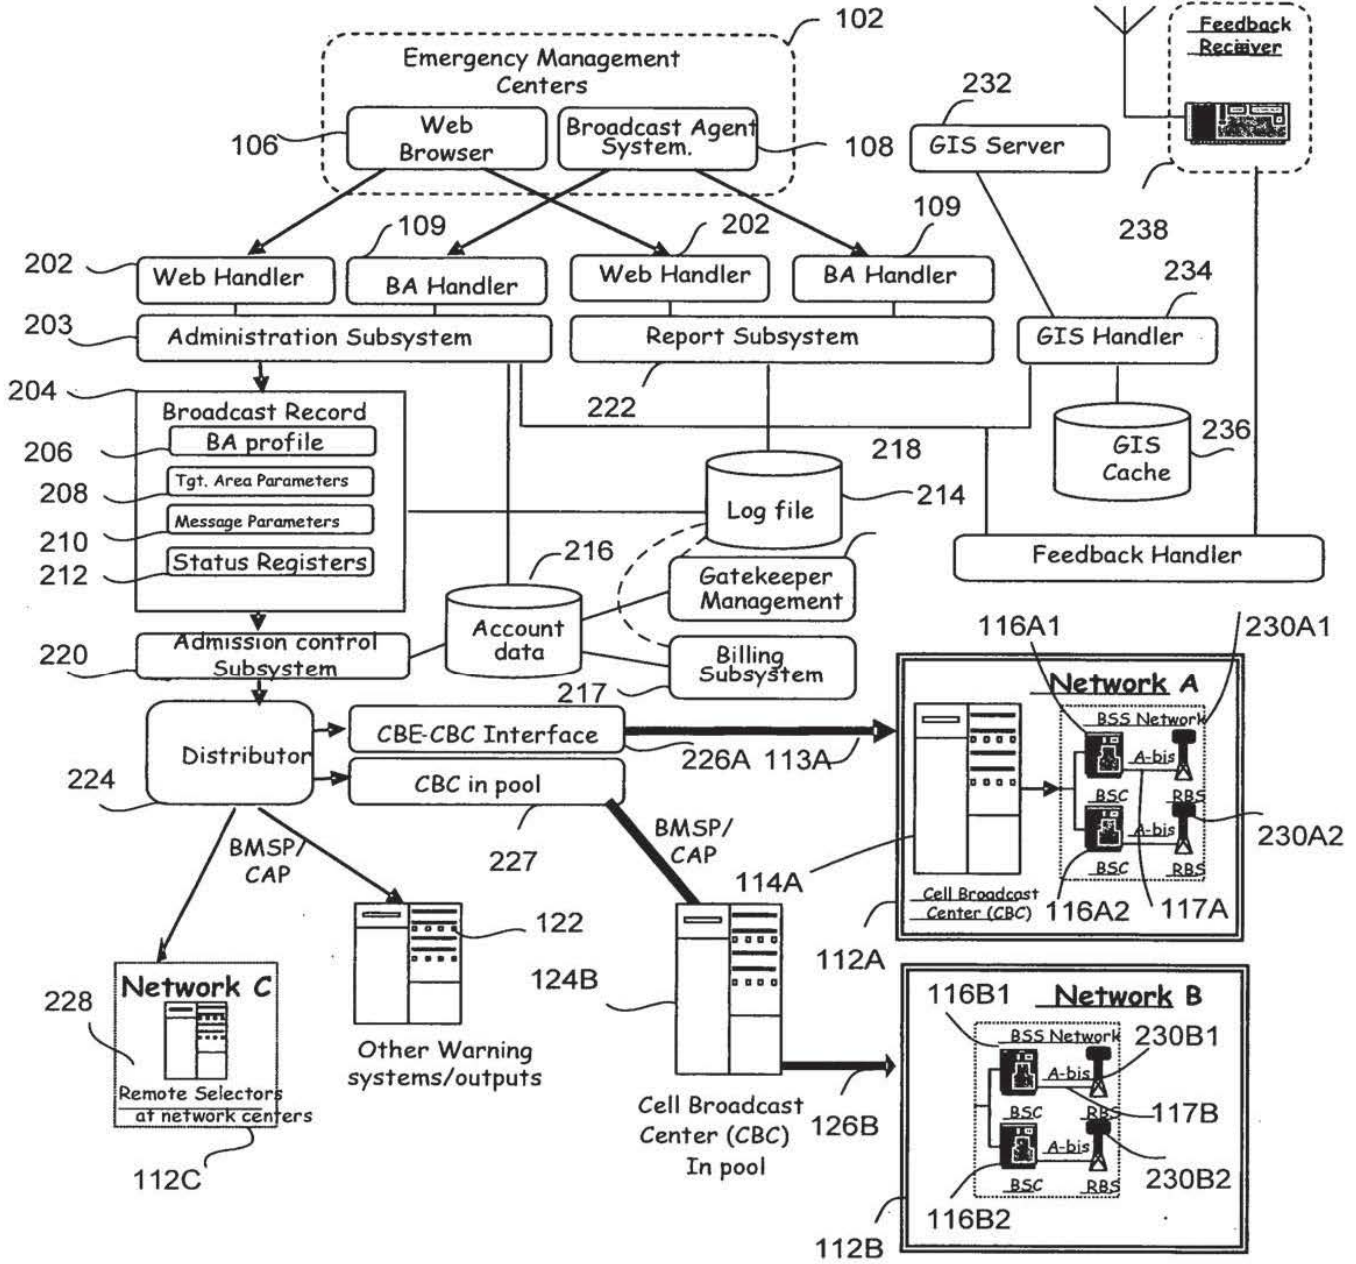 102
Emergency Management
Centers
Feedback
Receiver
232
106
Web
Browser
Broadcast Agent
System.
108
GIS Server
238
109
202
109
202
Web Handler
BA Handler
Web Handler
BA Handler
234
203
Administration Subsystem
Report Subsystem
GIS Handler
204
222
Broadcast Record
206
BA profile
218
GIS
Cache
236
208
Tgt. Area Parameters
214
Log file
210
Message Parameters
212
Status Registers
216
Feedback Handler
Gatekeeper
Management
Account
data
116A1
230A1
220
Admission control
Subsystem
Billing
Subsystem
217
Network A
BSS Network
Distributor
CBE-CBC Interface
226A
113A
A-bis
BSC
RBS
224
CBC in pool
227
BMSP/
CAP
A-bis
BSC
RBS
230A2
BMSP/
CAP
114A
Cell Broadcast
Center (CBC)
116A2
117A
112A
122
124B
Network C
228
Remote Selectors
at network centers
112C
Other Warning
systems/outputs
Cell Broadcast
Center (CBC)
In pool
126B
116B1
Network B
BSS Network
230B1
A-bis
117B
BSC
RBS
A-bis
BSC
RBS
230B2
116B2
112B